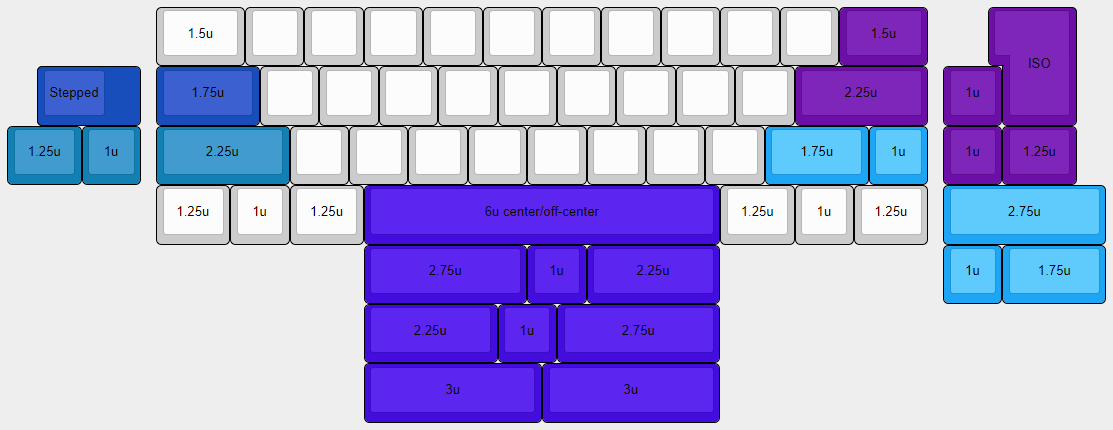 1.5u 1.5u
ISO
Stepped 1.75u 2.25u 1u
1.25u 1u 2.25u 1.75u 1u 1u 1.25u
1.25u 1u 1.25u 6u center/off-center 1.25u 1u 1.25u 2.75u
2.75u 1u 2.25u 1u 1.75u
2.25u 1u 2.75u
3u 3u